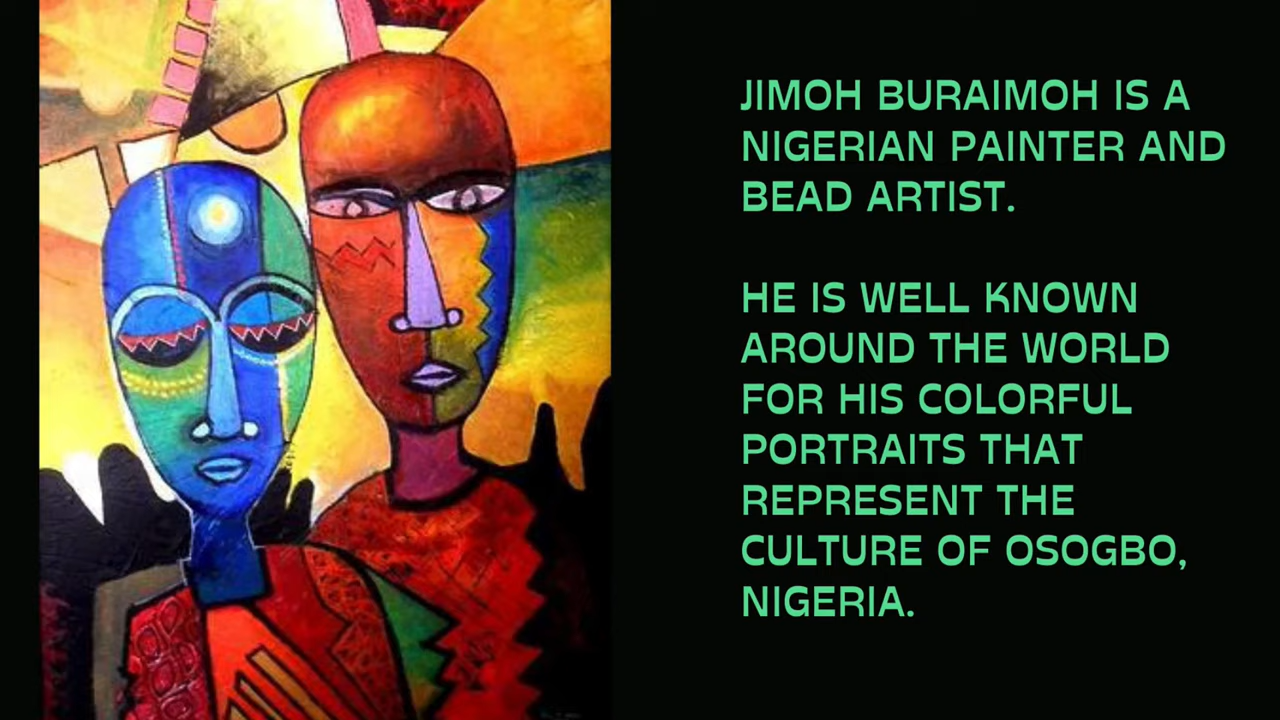 JIMOH BURAIMOH IS A
NIGERIAN PAINTER AND
BEAD ARTIST.
HE IS WELL KNOWN
AROUND THE WORLD
FOR HIS COLORFUL
PORTRAITS THAT
REPRESENT THE
CULTURE OF OSOGBO,
NIGERIA.